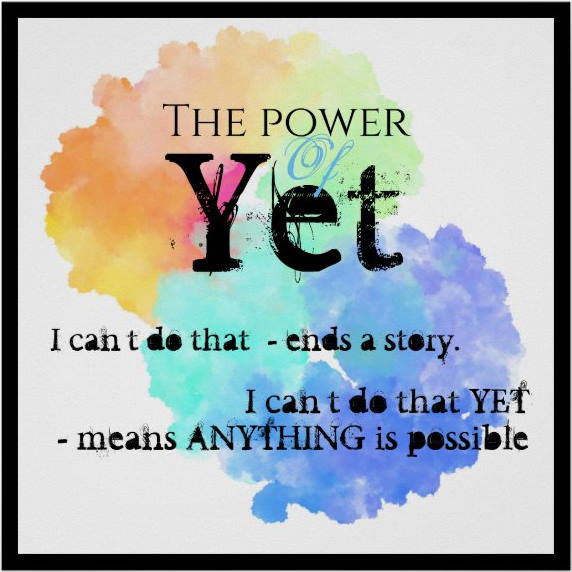 THE POWER
Of
Yet
I can t do that - ends a story.
I can t do that YET
- means ANYTHING is possible